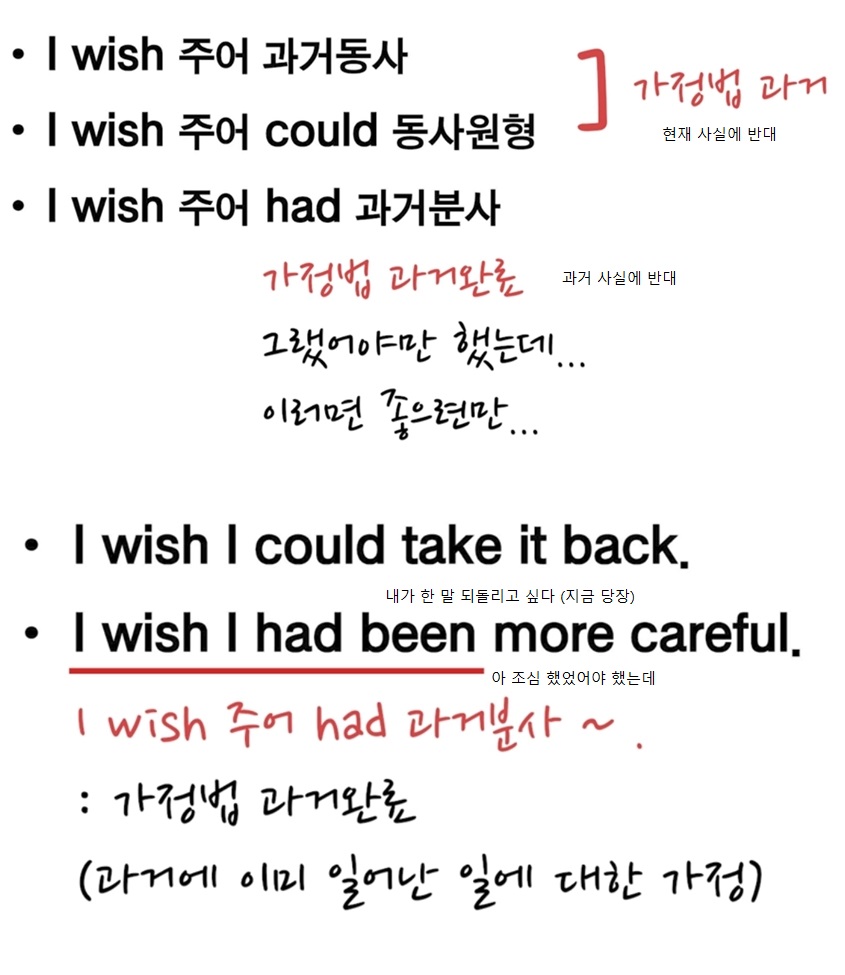 • I wish 주어 과거동사
• I wish 주어 could 동사원형
가정법 과거
현재 사실에 반대
• I wish 주어 had 과거분사
가정법 과거완료
과거 사실에 반대
그랬어야만 했는데...
이러면 좋으련만...
• I wish I could take it back.
내가 한 말 되돌리고 싶다 (지금 당장)
• I wish I had been more careful.
아 조심 했었어야 했는데
I wish 주어 had 과거분사 ~ .
: 가정법 과거완료
(과거에 이미 일어난 일에 대한 가정)